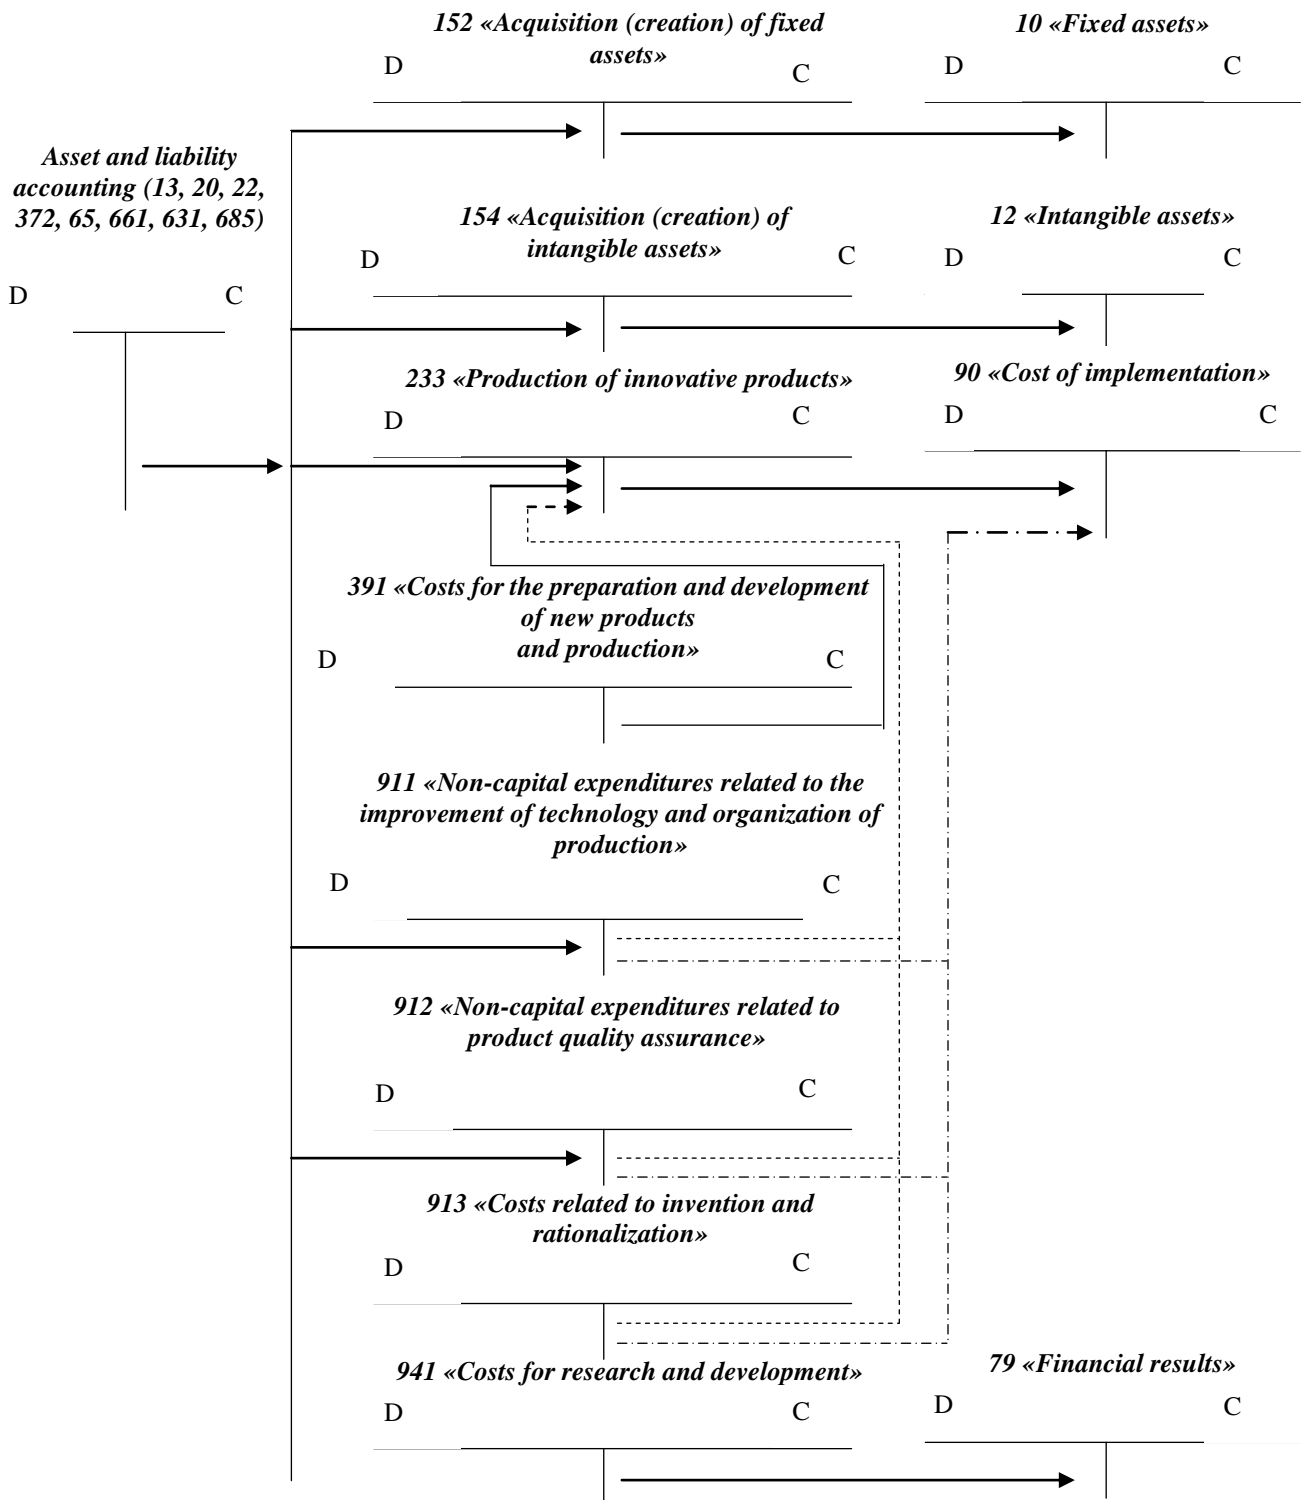 152 «Acquisition (creation) of fixed
assets»
D
C
10 «Fixed assets»
D
C
Asset and liability
accounting (13, 20, 22,
372, 65, 661, 631, 685)
D
C
154 «Acquisition (creation) of
intangible assets»
D
C
12 «Intangible assets»
D
C
233 «Production of innovative products»
D
C
90 «Cost of implementation»
D
C
391 «Costs for the preparation and development
of new products
and production»
D
C
911 «Non-capital expenditures related to the
improvement of technology and organization of
production»
D
C
912 «Non-capital expenditures related to
product quality assurance»
D
C
913 «Costs related to invention and
rationalization»
D
C
941 «Costs for research and development»
D
C
79 «Financial results»
D
C